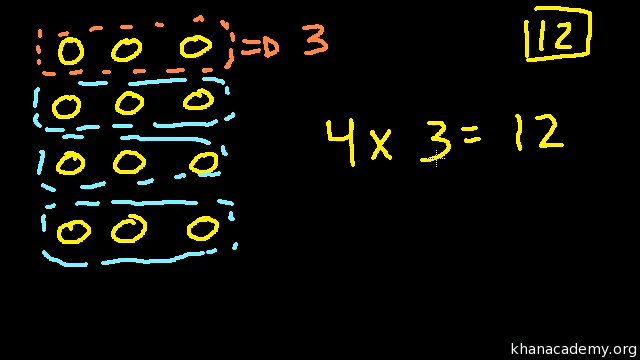 ⇒ 3
12
4 x 3 = 12
khanacademy.org